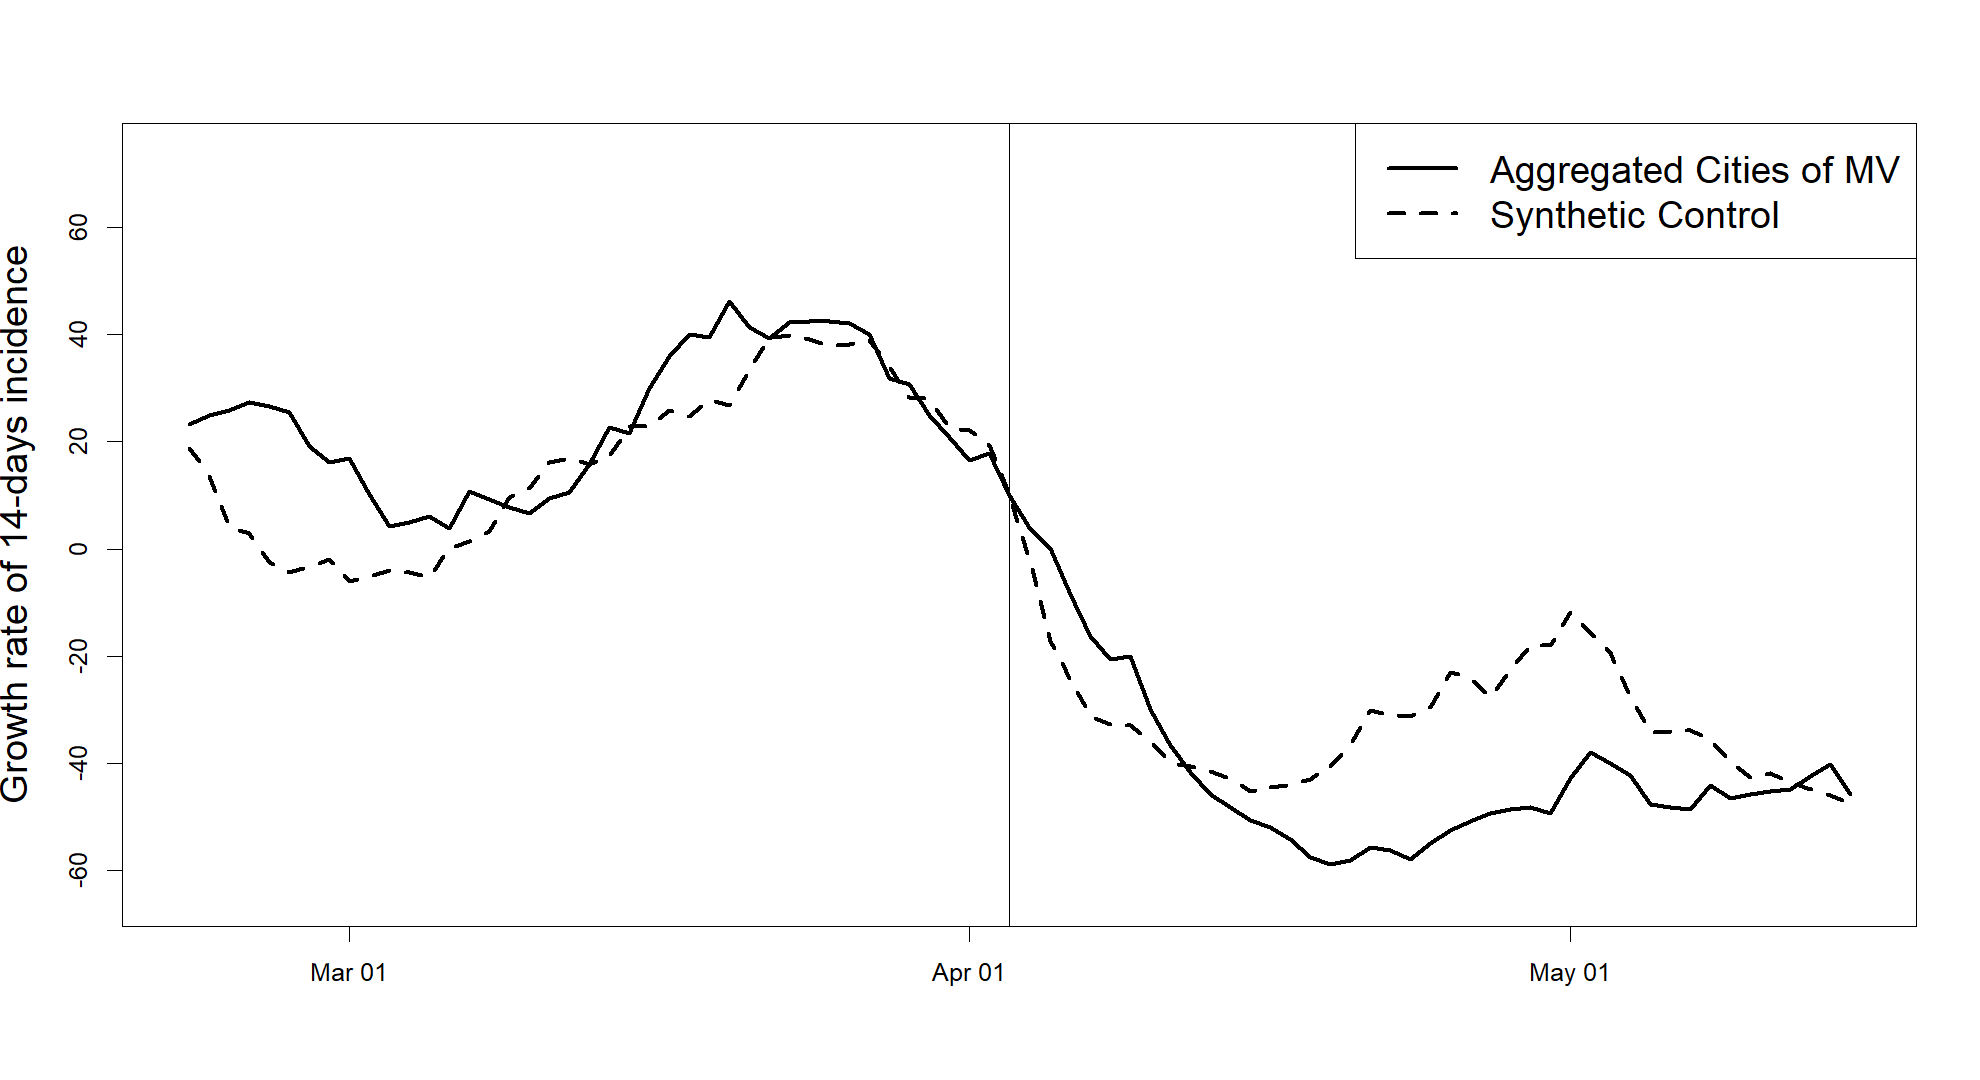 Aggregated Cities of MV
Synthetic Control
Growth rate of 14-days incidence
60
40
20
0
-20
-40
-60
Mar 01
Apr 01
May 01